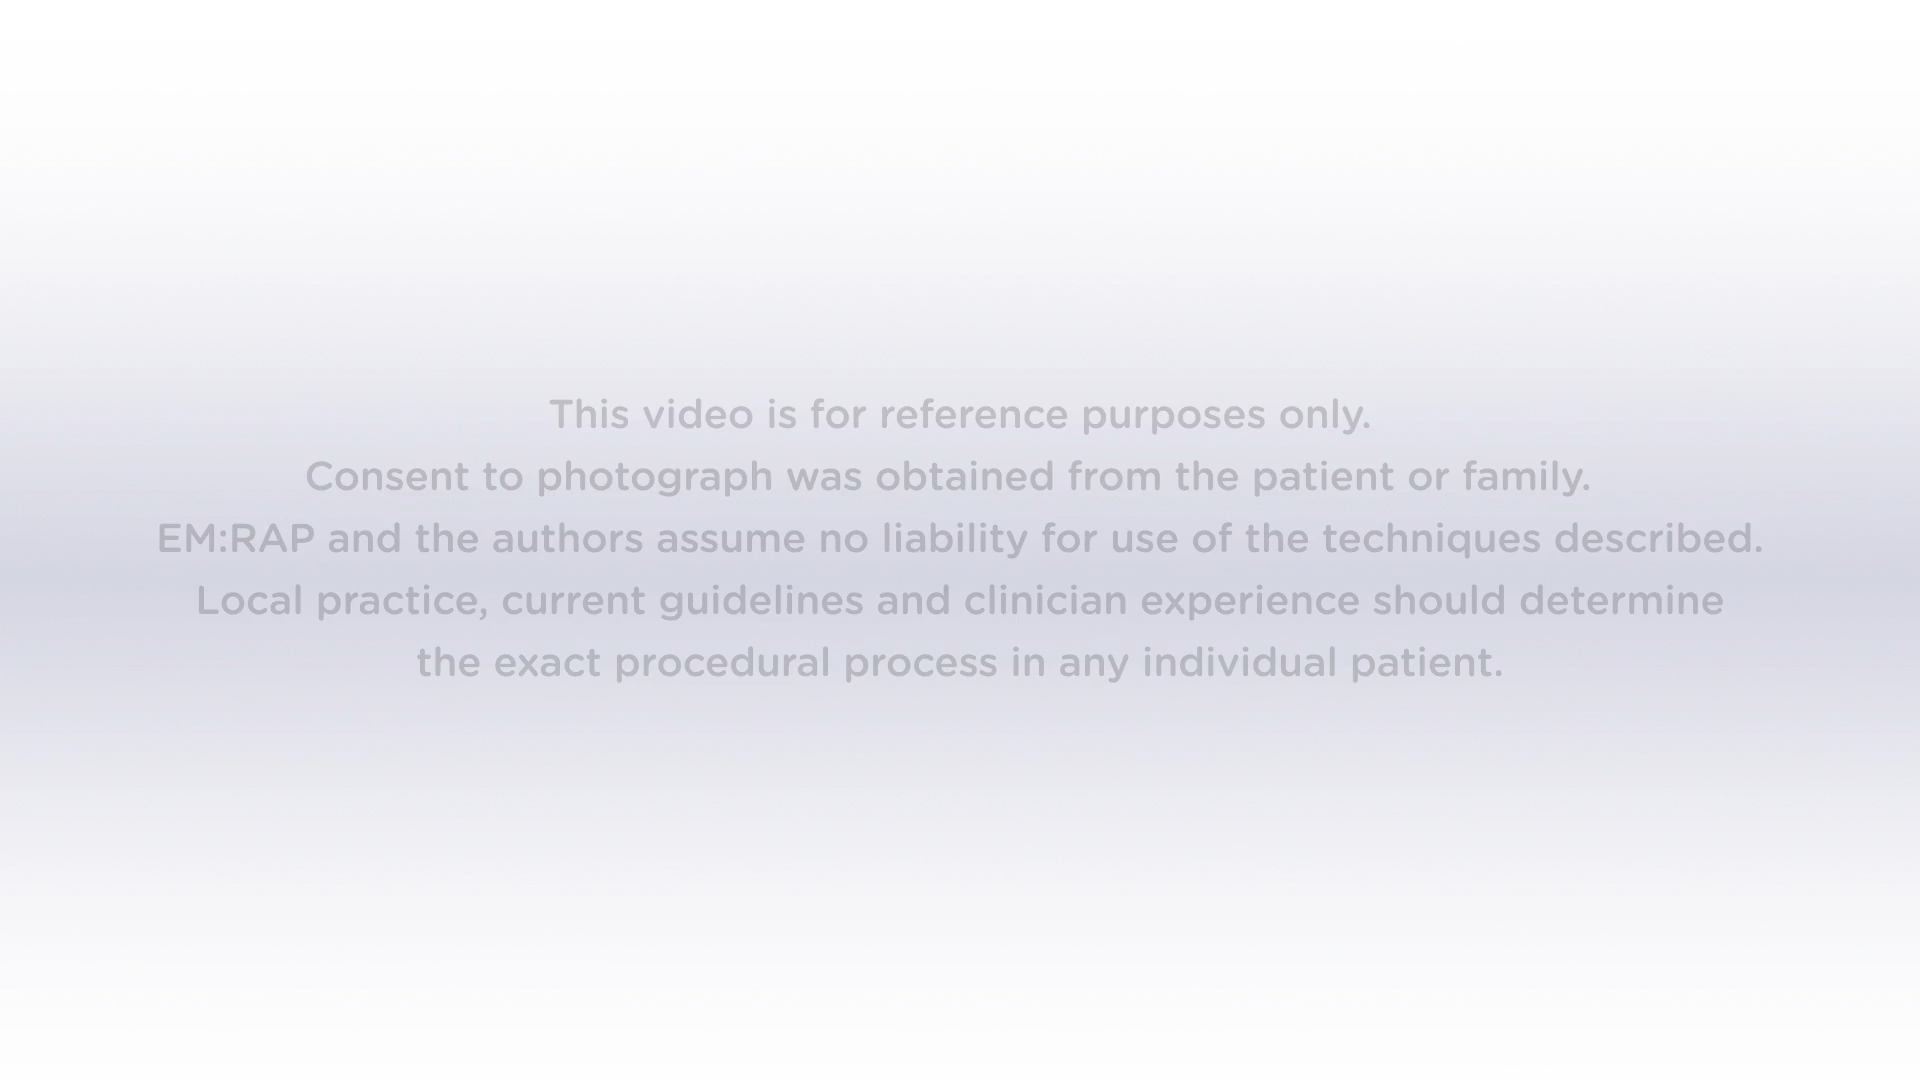 This video is for reference purposes only.
Consent to photograph was obtained from the patient or family.
EM:RAP and the authors assume no liability for use of the techniques described.
Local practice, current guidelines and clinician experience should determine
the exact procedural process in any individual patient.